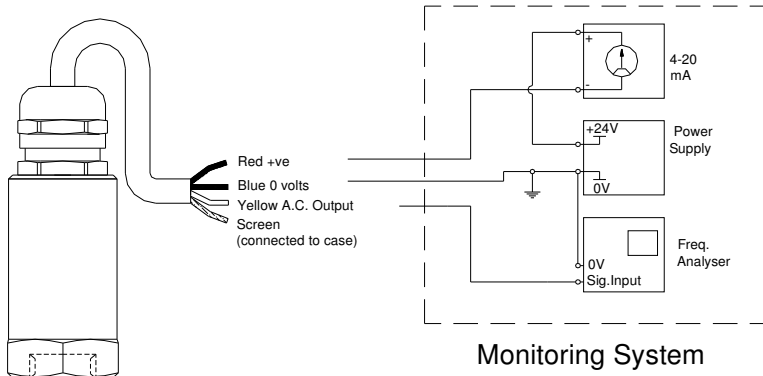 Red +ve
Blue 0 volts
Yellow A.C. Output
Screen
(connected to case)
+
-
4-20
mA
+24V
0V
Power
Supply
0V
Sig.Input
Freq.
Analyser
Monitoring System